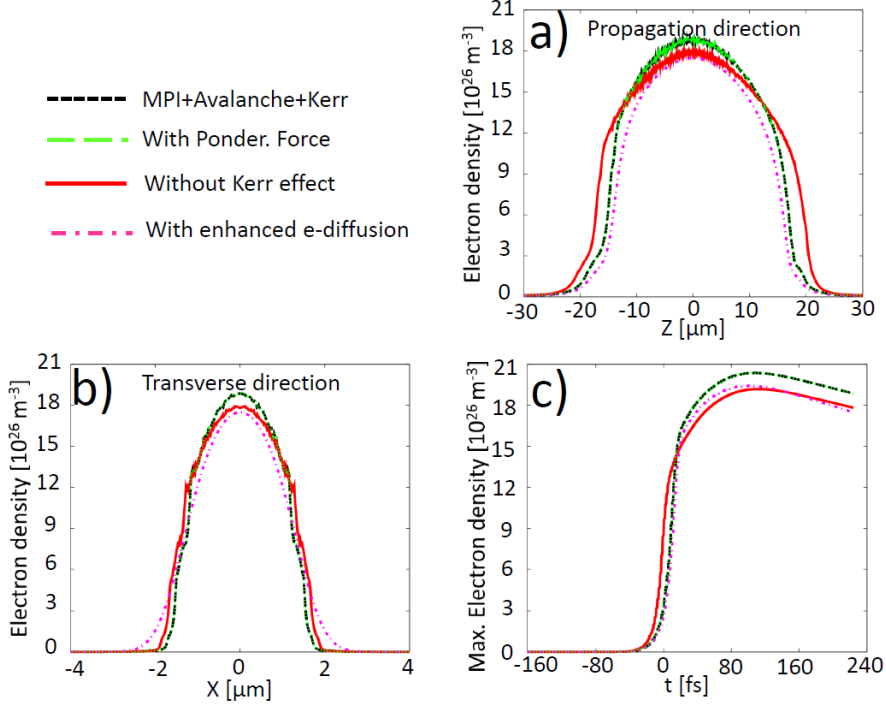 MPI+Avalanche+Kerr
With Ponder. Force
Without Kerr effect
With enhanced e-diffusion
a) Propagation direction
Electron density [10²⁶ m⁻³]
21
18
15
12
9
6
3
0
-30 -20 -10 0 10 20 30
Z [µm]
b) Transverse direction
Electron density [10²⁶ m⁻³]
21
18
15
12
9
6
3
0
-4 -2 0 2 4
X [µm]
c)
Max. Electron density [10²⁶ m⁻³]
21
18
15
12
9
6
3
0
-160 -80 0 80 160 240
t [fs]